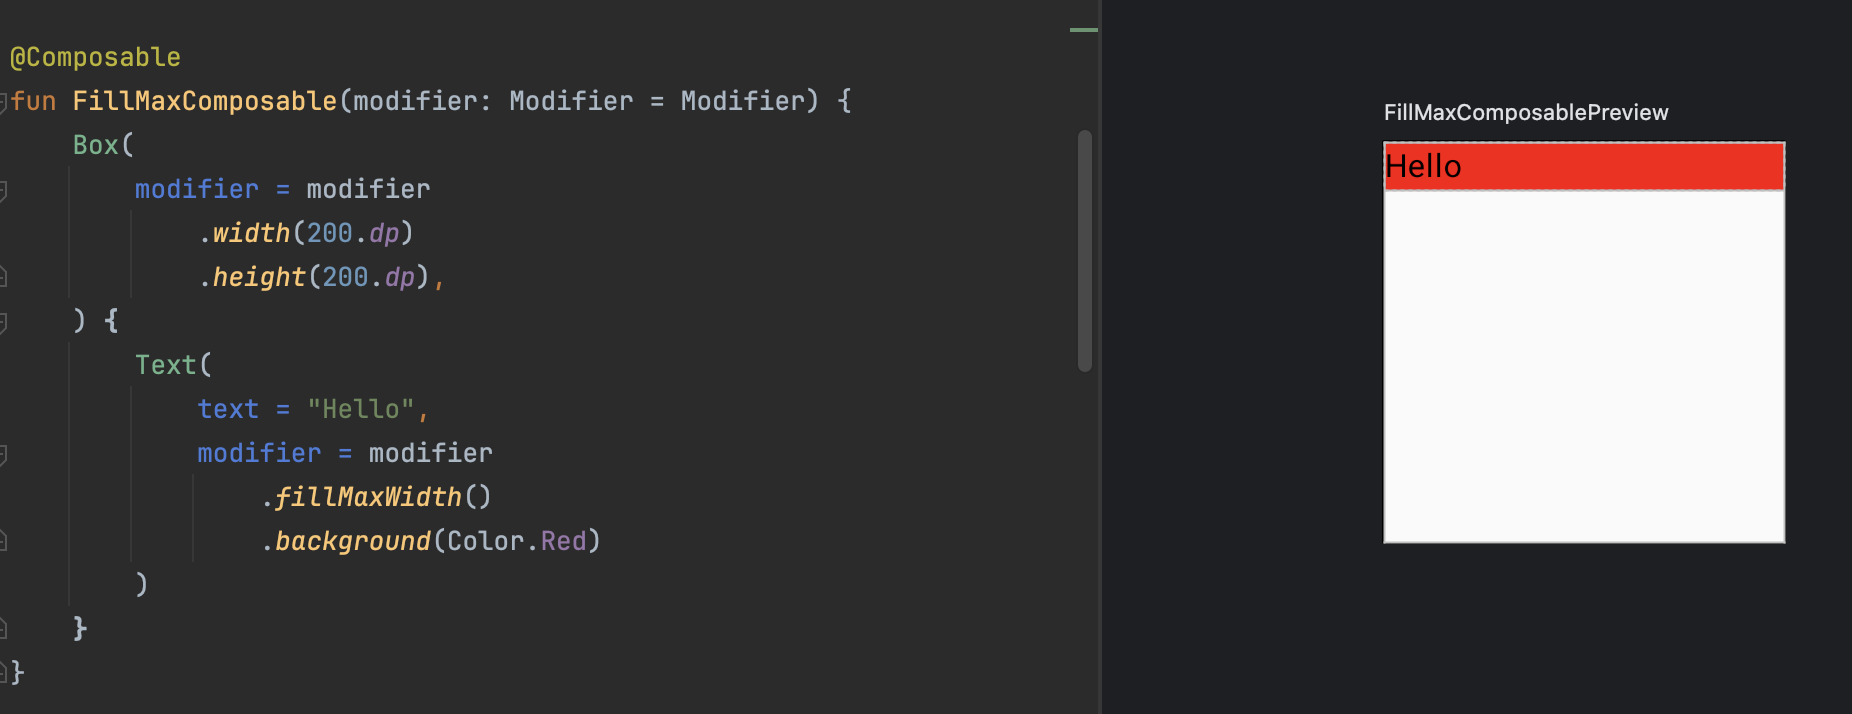 @Composable
fun FillMaxComposable(modifier: Modifier = Modifier) {
    Box(
        modifier = modifier
            .width(200.dp)
            .height(200.dp),
    ) {
        Text(
            text = "Hello",
            modifier = modifier
                .fillMaxWidth()
                .background(Color.Red)
        )
    }
}
FillMaxComposablePreview
Hello